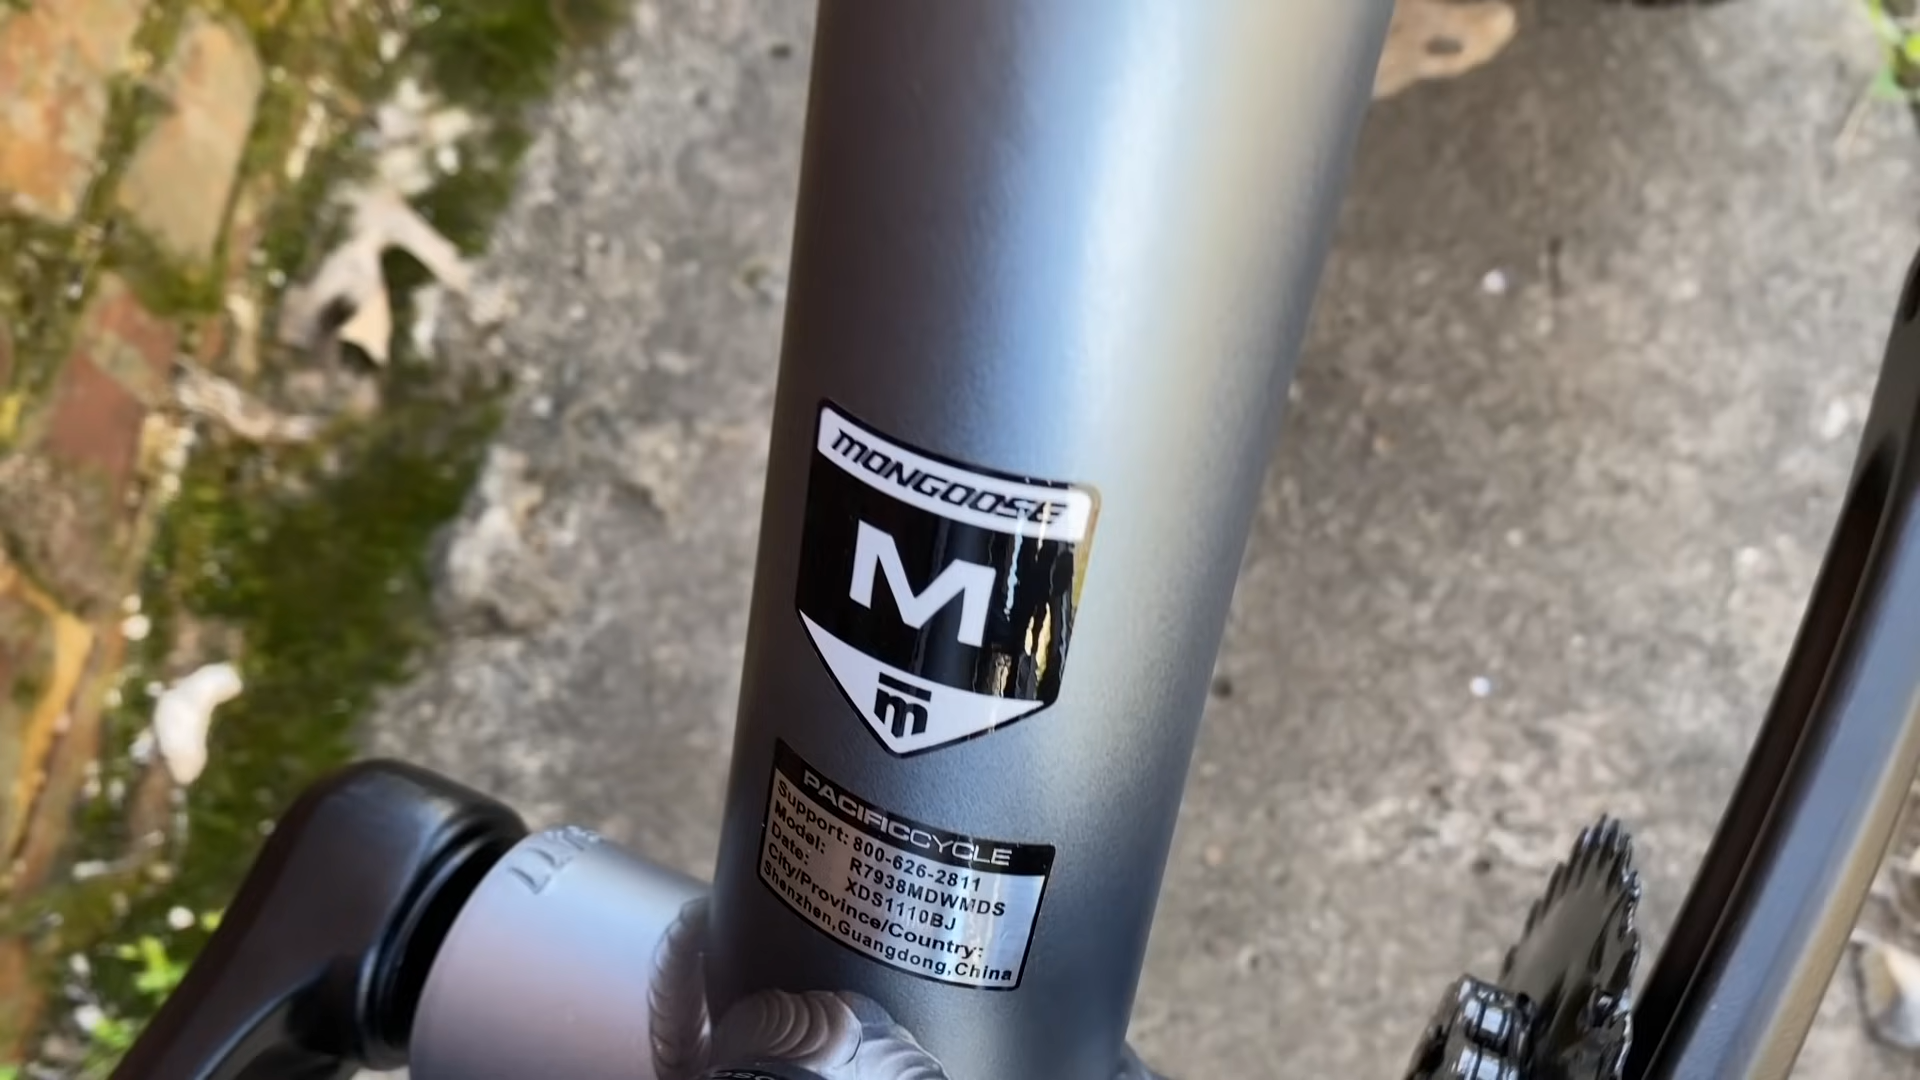 MONGOOSE
M
m
PACIFICCYCLE
Support: 800-626-2811
Model: R7938MDWMDS
Date: XDS1110BJ
City/Province/Country:
Shenzhen,Guangdong,China